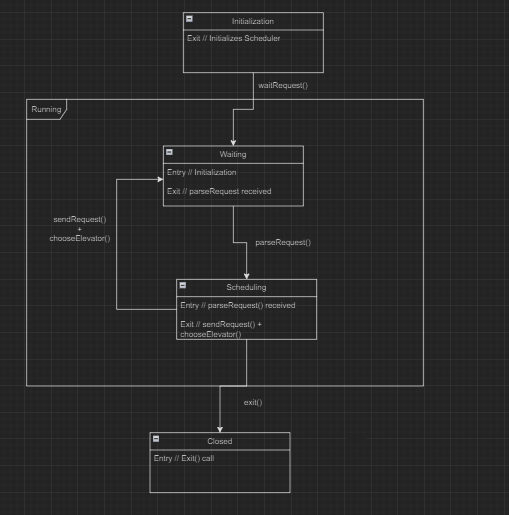 Initialization
Exit // Initializes Scheduler
waitRequest()
Running
Waiting
Entry // Initialization
Exit // parseRequest received
sendRequest()
+
chooseElevator()
parseRequest()
Scheduling
Entry // parseRequest() received
Exit // sendRequest() +
chooseElevator()
exit()
Closed
Entry // Exit() call